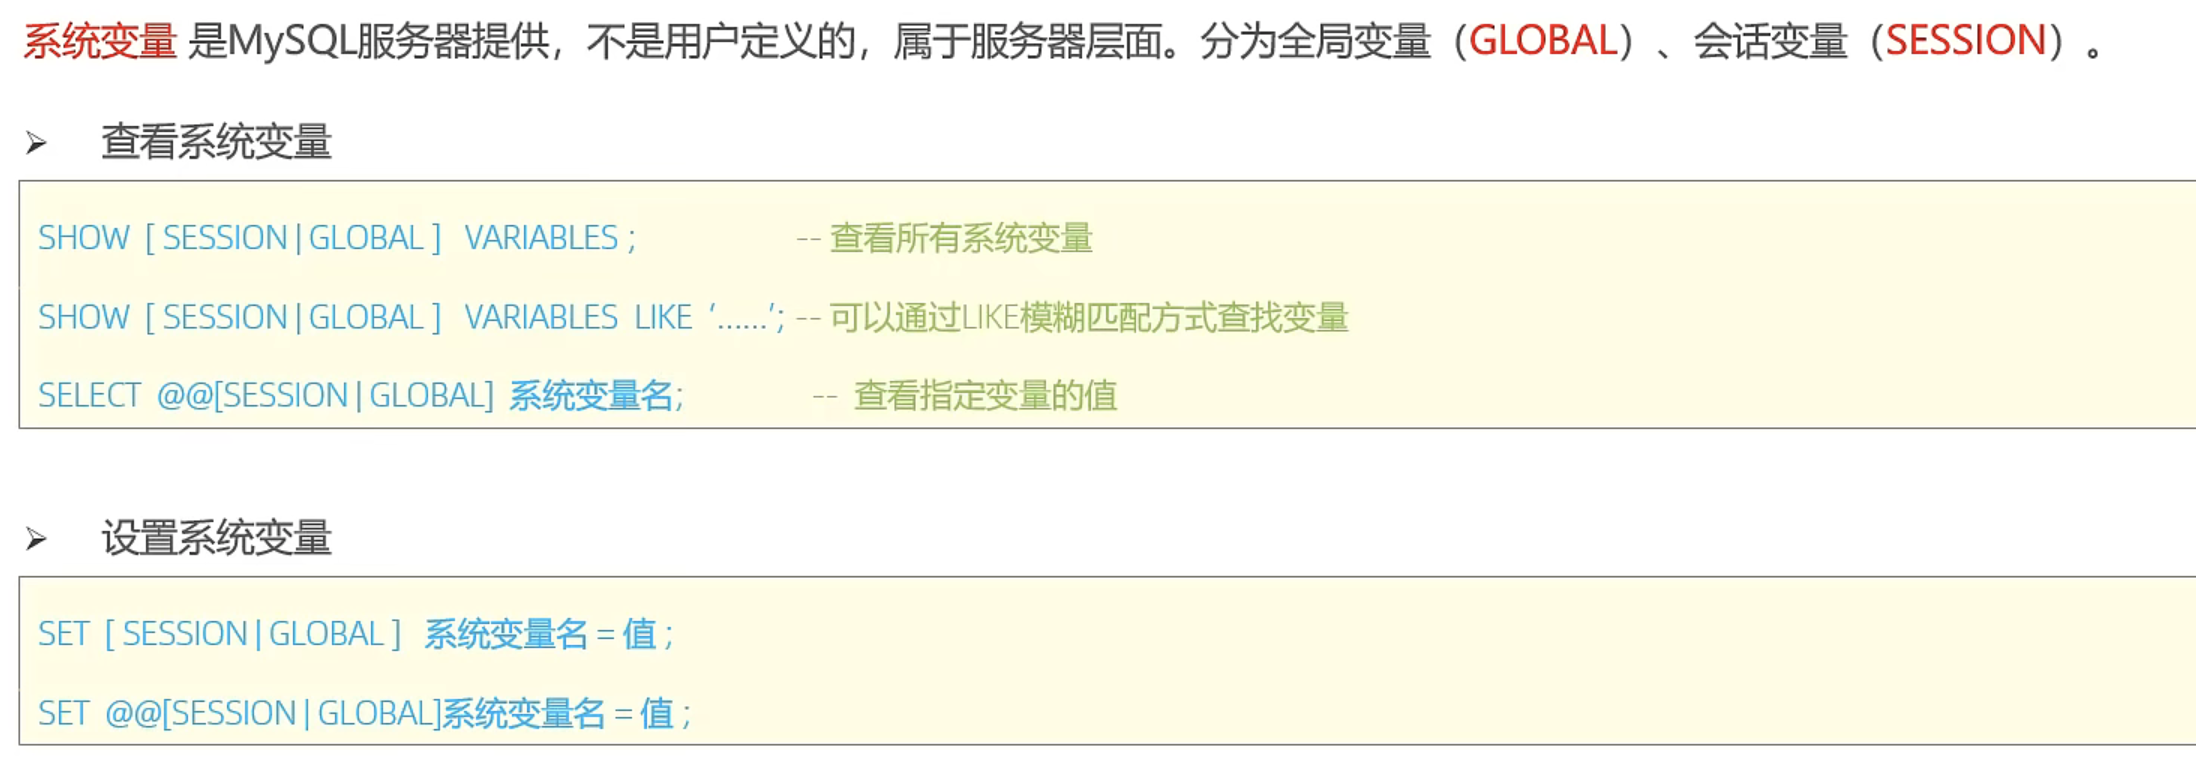 系统变量 是MySQL服务器提供，不是用户定义的，属于服务器层面。分为全局变量（GLOBAL）、会话变量（SESSION）。
➢ 查看系统变量
SHOW [ SESSION | GLOBAL ] VARIABLES ; -- 查看所有系统变量
SHOW [ SESSION | GLOBAL ] VARIABLES LIKE ‘......’; -- 可以通过LIKE模糊匹配方式查找变量
SELECT @@[SESSION | GLOBAL] 系统变量名; -- 查看指定变量的值
➢ 设置系统变量
SET [ SESSION | GLOBAL ] 系统变量名 = 值 ;
SET @@[SESSION | GLOBAL]系统变量名 = 值 ;